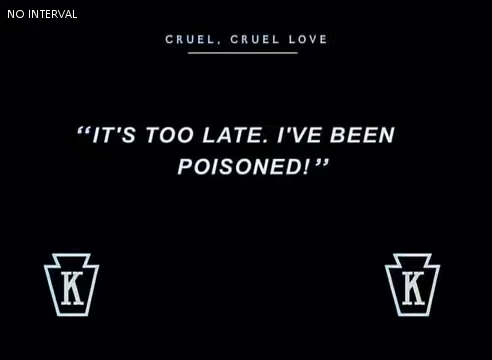 NO INTERVAL
CRUEL, CRUEL LOVE
“IT'S TOO LATE. I'VE BEEN
POISONED!”
K K